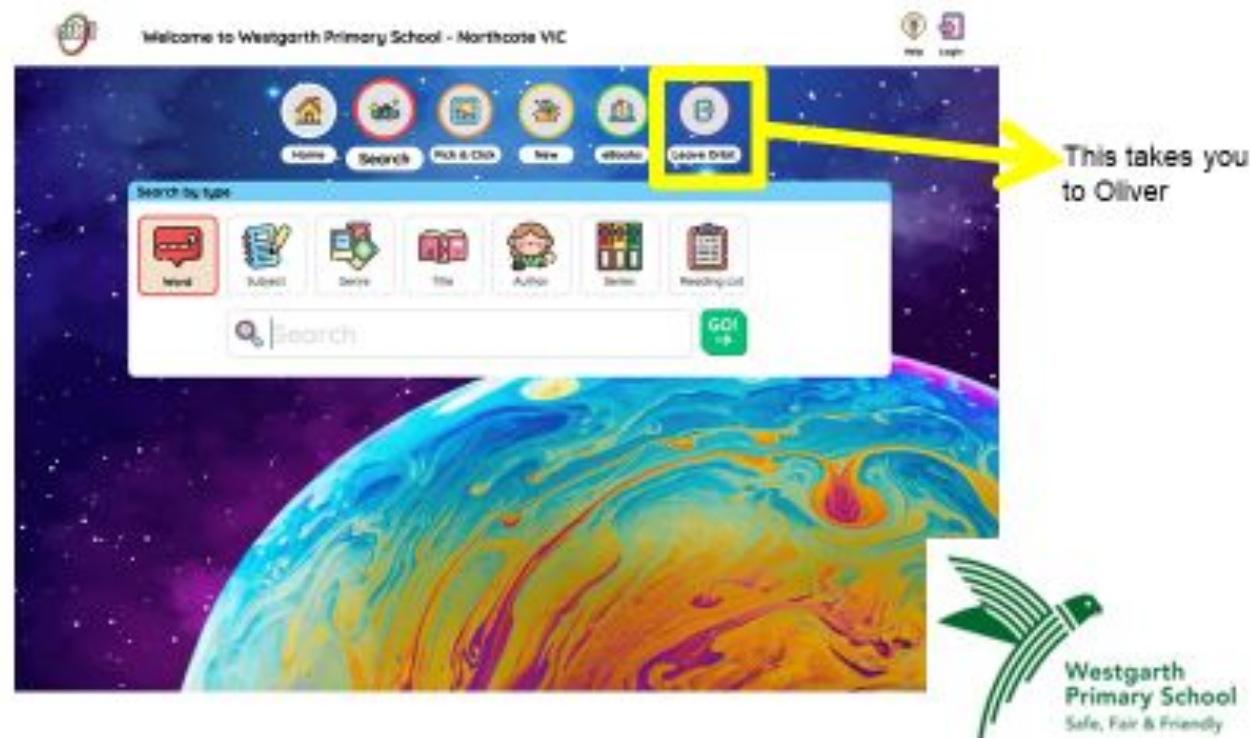 Welcome to Westgarth Primary School - Northcote VIC
Help Login
Home Search Pick & Click New eBooks Leave Orbit
Search by type
Word Subject Genre Title Author Series Reading List
Search
GO!
This takes you
to Oliver
Westgarth
Primary School
Safe, Fair & Friendly